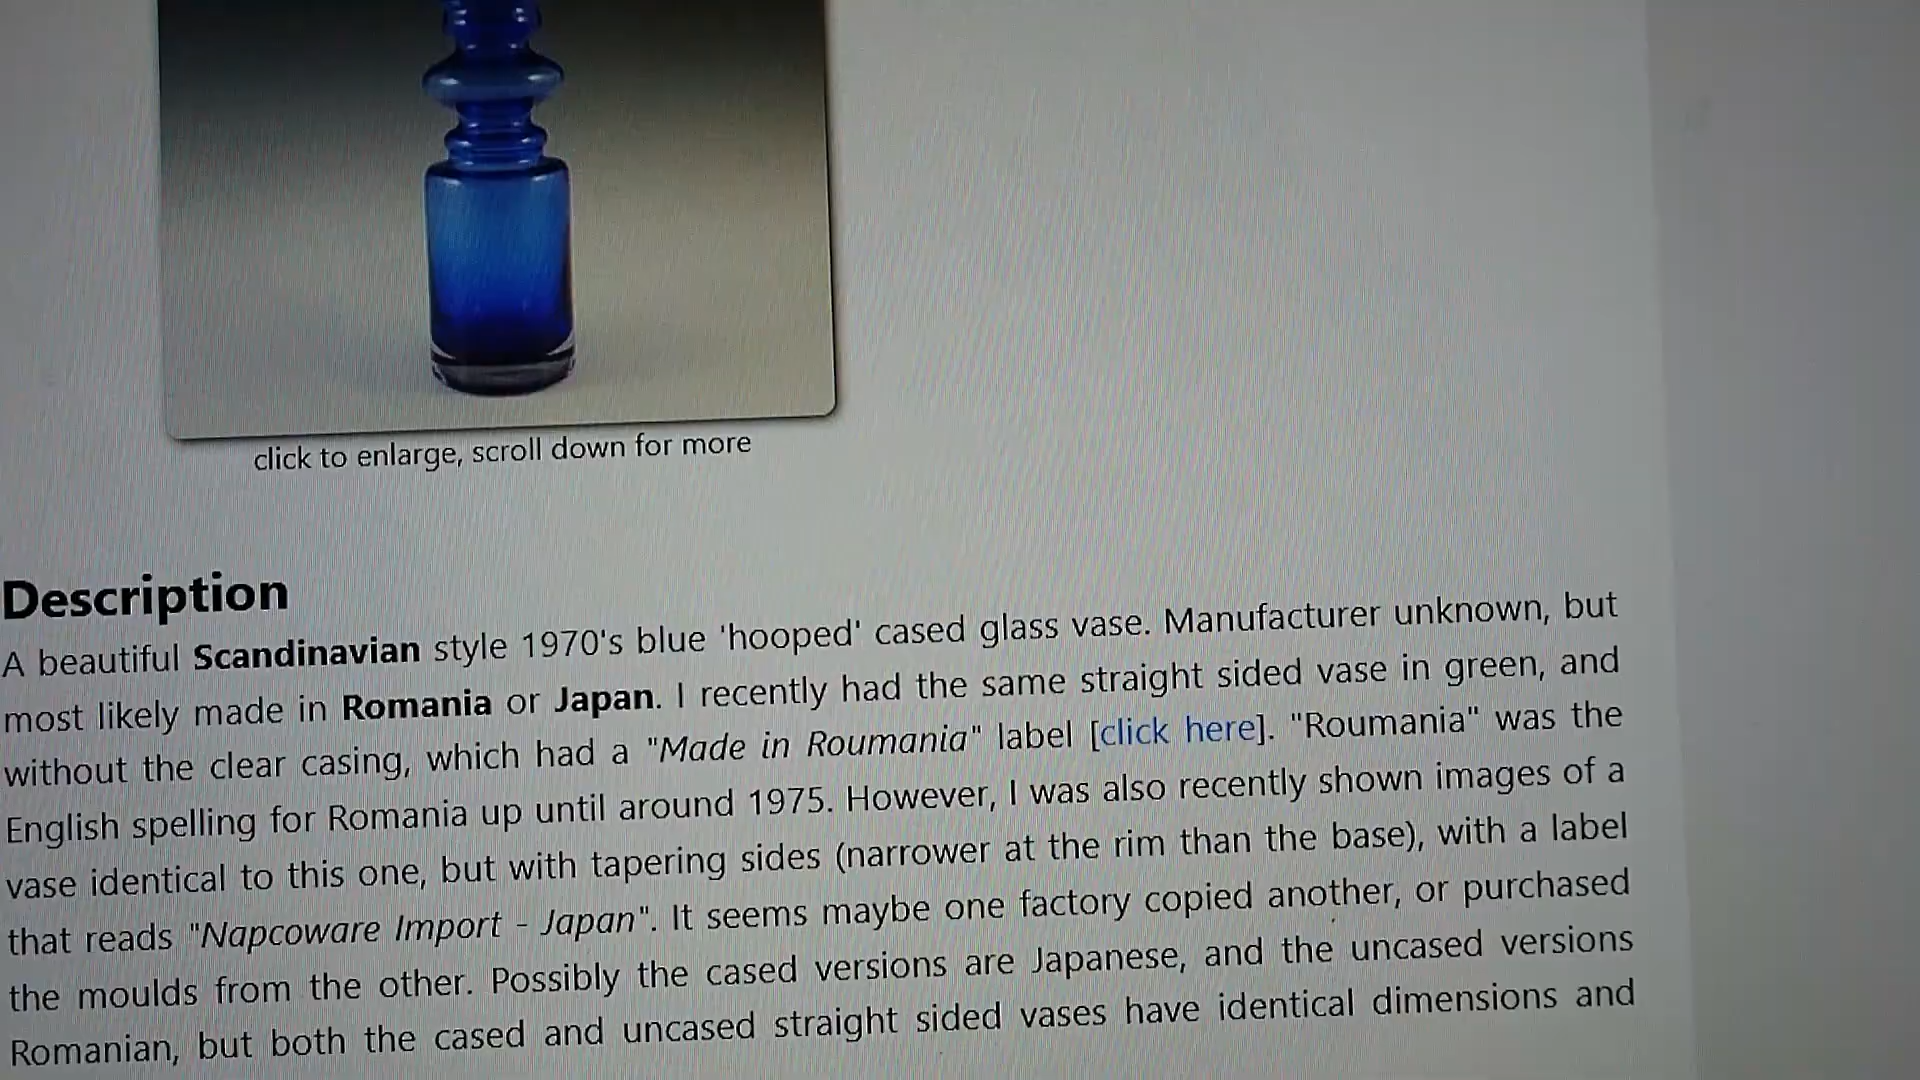 click to enlarge, scroll down for more
Description
A beautiful Scandinavian style 1970's blue 'hooped' cased glass vase. Manufacturer unknown, but
most likely made in Romania or Japan. I recently had the same straight sided vase in green, and
without the clear casing, which had a "Made in Roumania" label [click here]. "Roumania" was the
English spelling for Romania up until around 1975. However, I was also recently shown images of a
vase identical to this one, but with tapering sides (narrower at the rim than the base), with a label
that reads "Napcoware Import - Japan". It seems maybe one factory copied another, or purchased
the moulds from the other. Possibly the cased versions are Japanese, and the uncased versions
Romanian, but both the cased and uncased straight sided vases have identical dimensions and